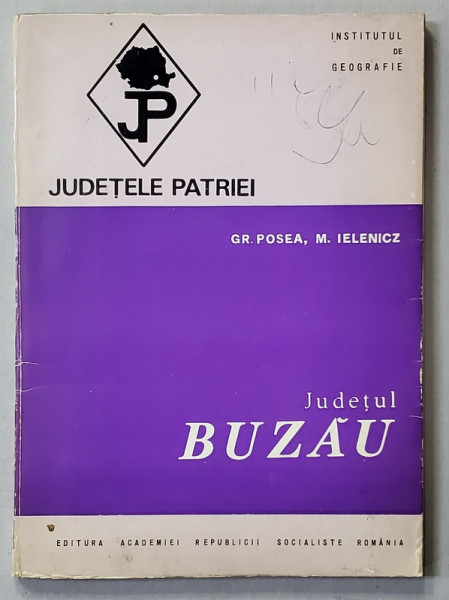 INSTITUTUL
DE
GEOGRAFIE
JP
JUDEȚELE PATRIEI
GR. POSEA, M. IELENICZ
Județul
BUZĂU
EDITURA ACADEMIEI REPUBLICII SOCIALISTE ROMÂNIA